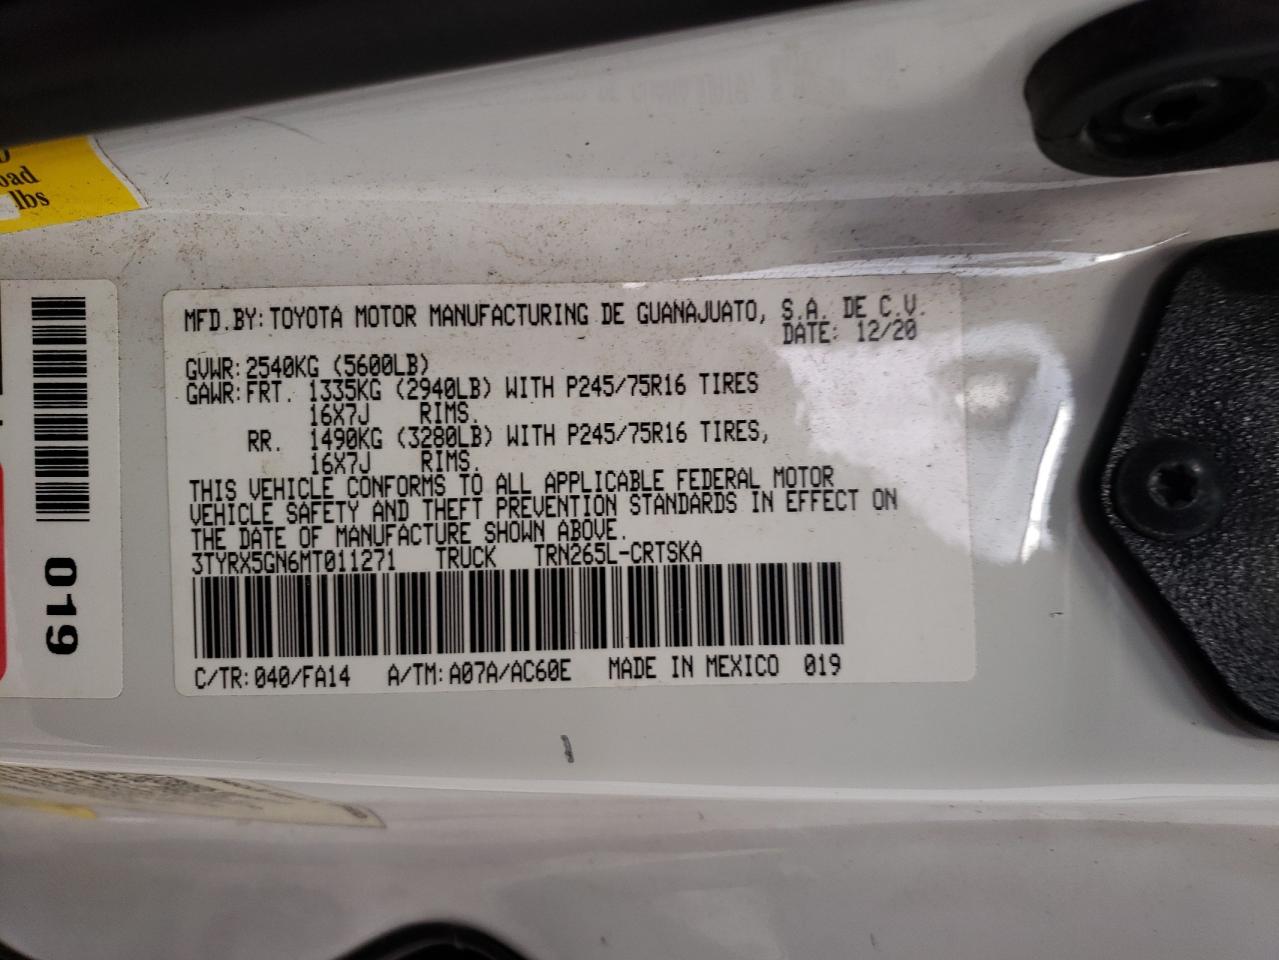 oad
lbs
MFD.BY: TOYOTA MOTOR MANUFACTURING DE GUANAJUATO, S.A. DE C.V.
DATE: 12/20
GVWR: 2540KG (5600LB)
GAWR: FRT. 1335KG (2940LB) WITH P245/75R16 TIRES
16X7J RIMS.
RR. 1490KG (3280LB) WITH P245/75R16 TIRES,
16X7J RIMS.
THIS VEHICLE CONFORMS TO ALL APPLICABLE FEDERAL MOTOR
VEHICLE SAFETY AND THEFT PREVENTION STANDARDS IN EFFECT ON
THE DATE OF MANUFACTURE SHOWN ABOVE.
3TYRX5GN6MT011271 TRUCK TRN265L-CRTSKA
C/TR: 040/FA14 A/TM: A07A/AC60E MADE IN MEXICO 019
019